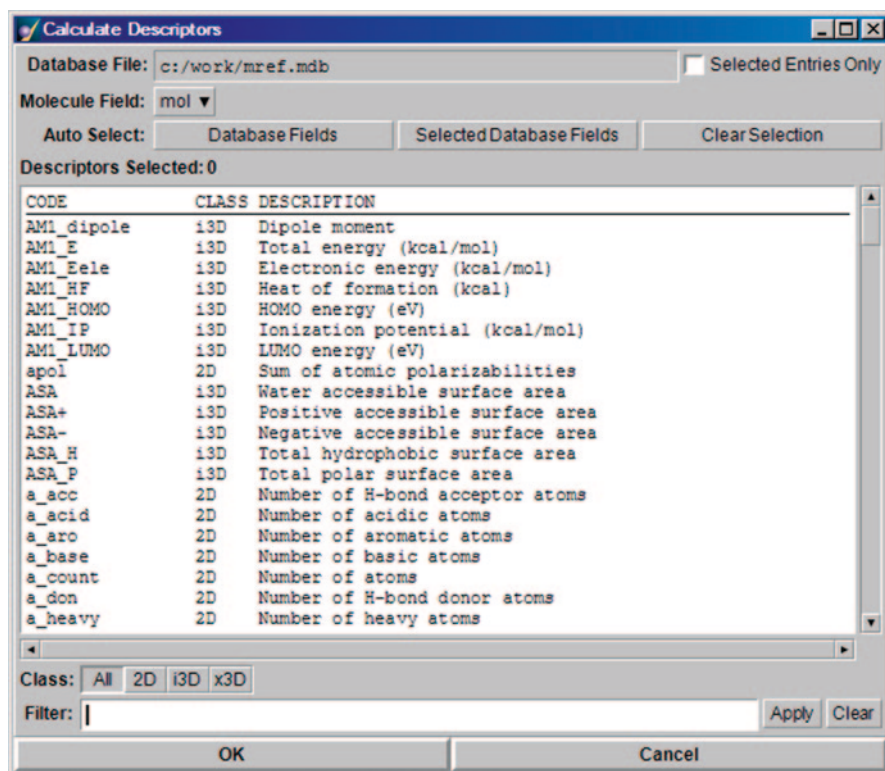 Calculate Descriptors
Database File: c:/work/mref.mdb Selected Entries Only
Molecule Field: mol
Auto Select: Database Fields Selected Database Fields Clear Selection
Descriptors Selected: 0
CODE CLASS DESCRIPTION
AM1_dipole i3D Dipole moment
AM1_E i3D Total energy (kcal/mol)
AM1_Eele i3D Electronic energy (kcal/mol)
AM1_HF i3D Heat of formation (kcal)
AM1_HOMO i3D HOMO energy (eV)
AM1_IP i3D Ionization potential (kcal/mol)
AM1_LUMO i3D LUMO energy (eV)
apol 2D Sum of atomic polarizabilities
ASA i3D Water accessible surface area
ASA+ i3D Positive accessible surface area
ASA- i3D Negative accessible surface area
ASA_H i3D Total hydrophobic surface area
ASA_P i3D Total polar surface area
a_acc 2D Number of H-bond acceptor atoms
a_acid 2D Number of acidic atoms
a_aro 2D Number of aromatic atoms
a_base 2D Number of basic atoms
a_count 2D Number of atoms
a_don 2D Number of H-bond donor atoms
a_heavy 2D Number of heavy atoms
Class: All 2D i3D x3D
Filter: Apply Clear
OK Cancel